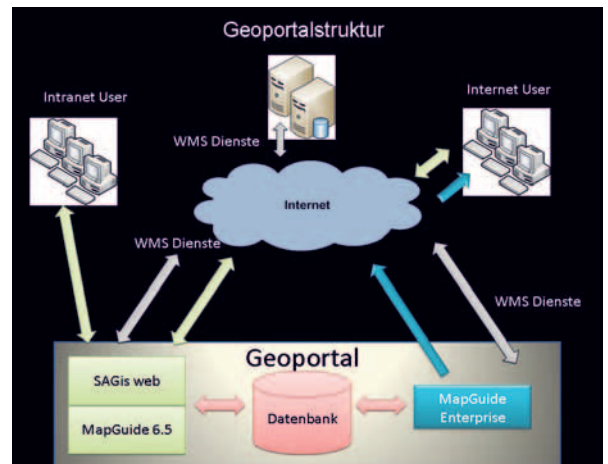 Geoportalstruktur
Intranet User
Internet User
WMS Dienste
Internet
WMS Dienste
WMS Dienste
Geoportal
SAGis web
MapGuide 6.5
Datenbank
MapGuide
Enterprise